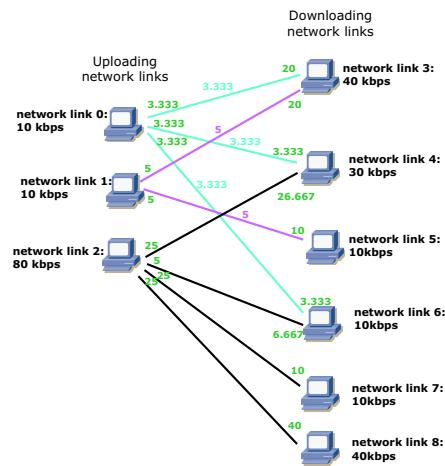 Downloading
network links
Uploading
network links
20
network link 3:
40 kbps
3.333
20
network link 0:
10 kbps
3.333
3.333
3.333
5
3.333
3.333
network link 4:
30 kbps
5
network link 1:
10 kbps
5
3.333
26.667
5
10
network link 5:
10kbps
network link 2:
80 kbps
25
5
25
25
3.333
network link 6:
10kbps
6.667
10
network link 7:
10kbps
40
network link 8:
40kbps